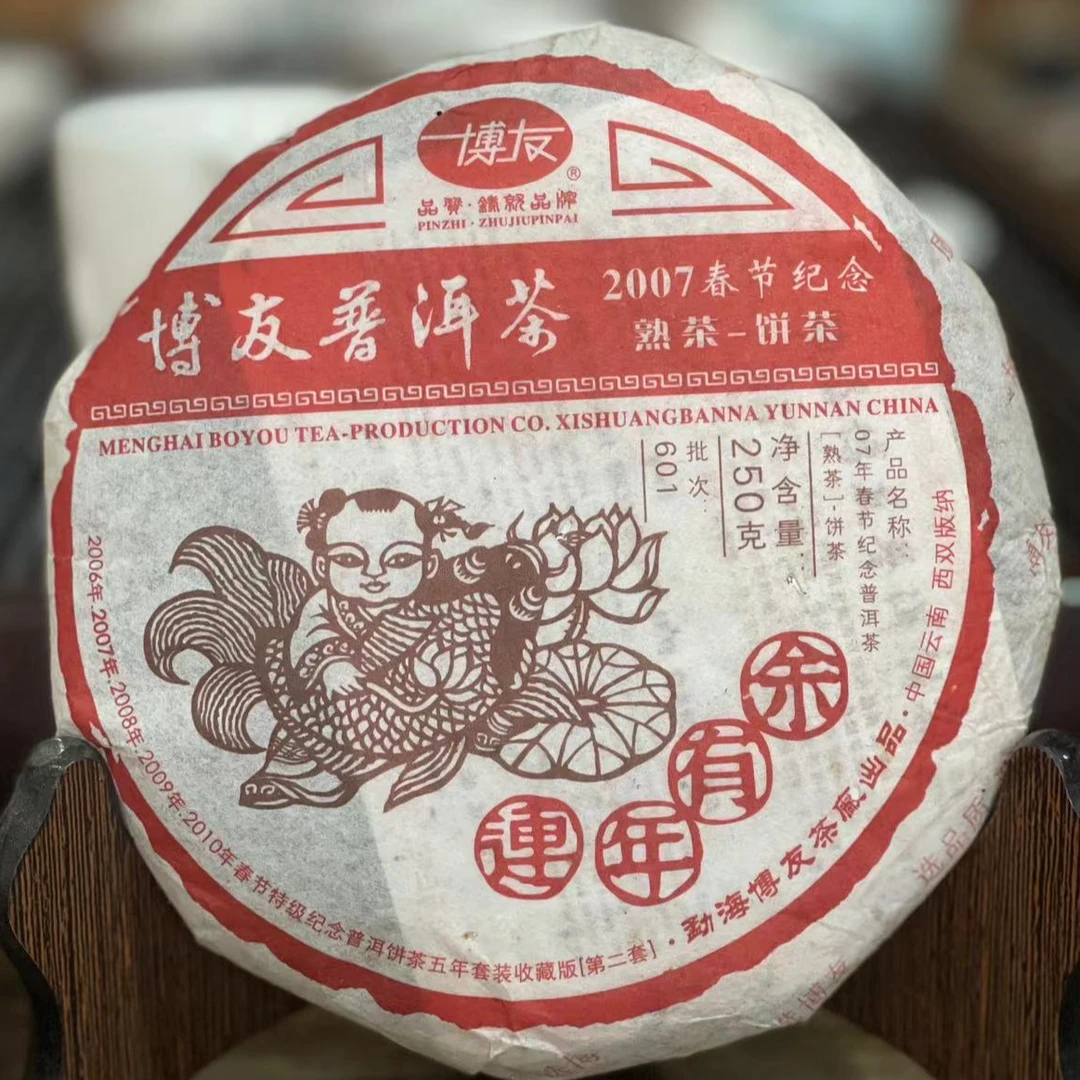 博友
®
品質·鑄就品牌
PINZHI·ZHUJIUPINPAI
博友普洱茶
2007春节纪念
熟茶-饼茶
MENGHAI BOYOU TEA-PRODUCTION CO. XISHUANGBANNA YUNNAN CHINA
产品名称:
07年春节纪念普洱茶
[熟茶]-饼茶
净含量:
250克
批次:
601
連年有余
2006年.2007年.2008年.2009年.2010年春节特级纪念普洱饼茶五年套装收藏版[第二套]·勐海博友茶廠出品·中国云南 西双版纳